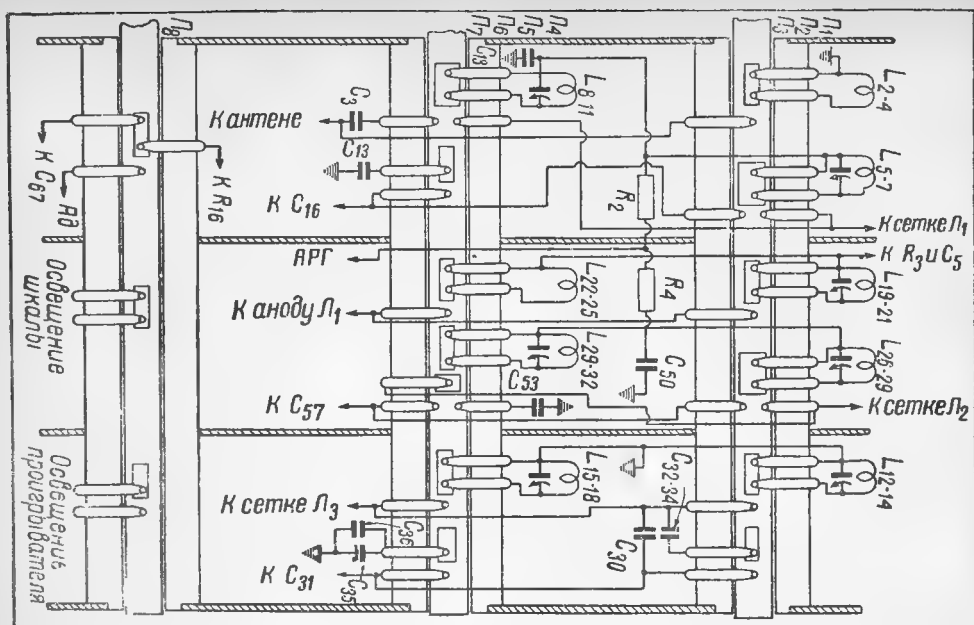 П8
П7 П6 П5 П4
П3 П2 П1
C18
L8-11
L2-4
К антене
C3
C13
К C67
Яд
К R16
К C16
R2
L5-7
К сетке Л1
АРГ
К R3 и C5
Освещение шкалы
L22-25
R4
L19-21
К аноду Л1
L29-32
C50
L26-29
C53
К C57
К сетке Л2
L15-18
C32-34
L12-14
Освещение проигрывателя
К сетке Л3
C36
C30
К C31
C35